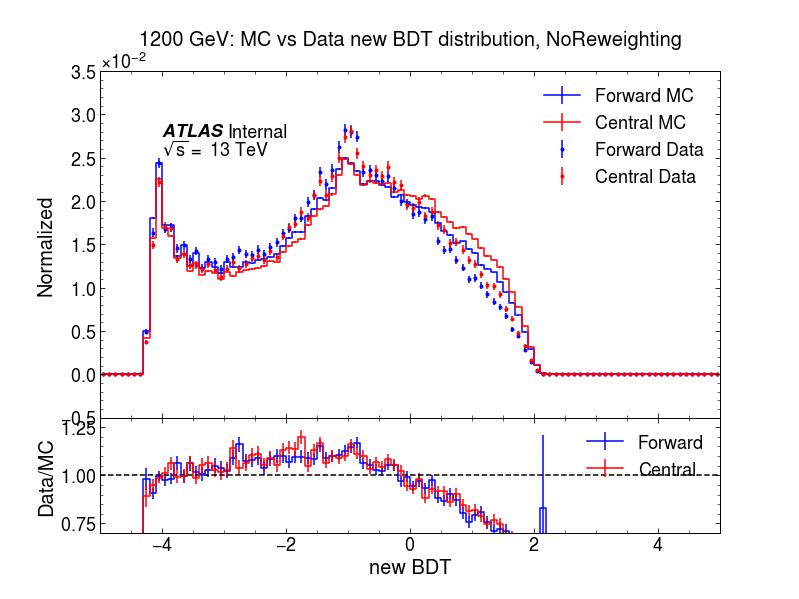 1200 GeV: MC vs Data new BDT distribution, NoReweighting
×10⁻²
3.5
3.0
2.5
2.0
1.5
1.0
0.5
0.0
0.5
Normalized
ATLAS Internal
√s = 13 TeV
Forward MC
Central MC
Forward Data
Central Data
1.25
1.00
0.75
Data/MC
Forward
Central
−4 −2 0 2 4
new BDT